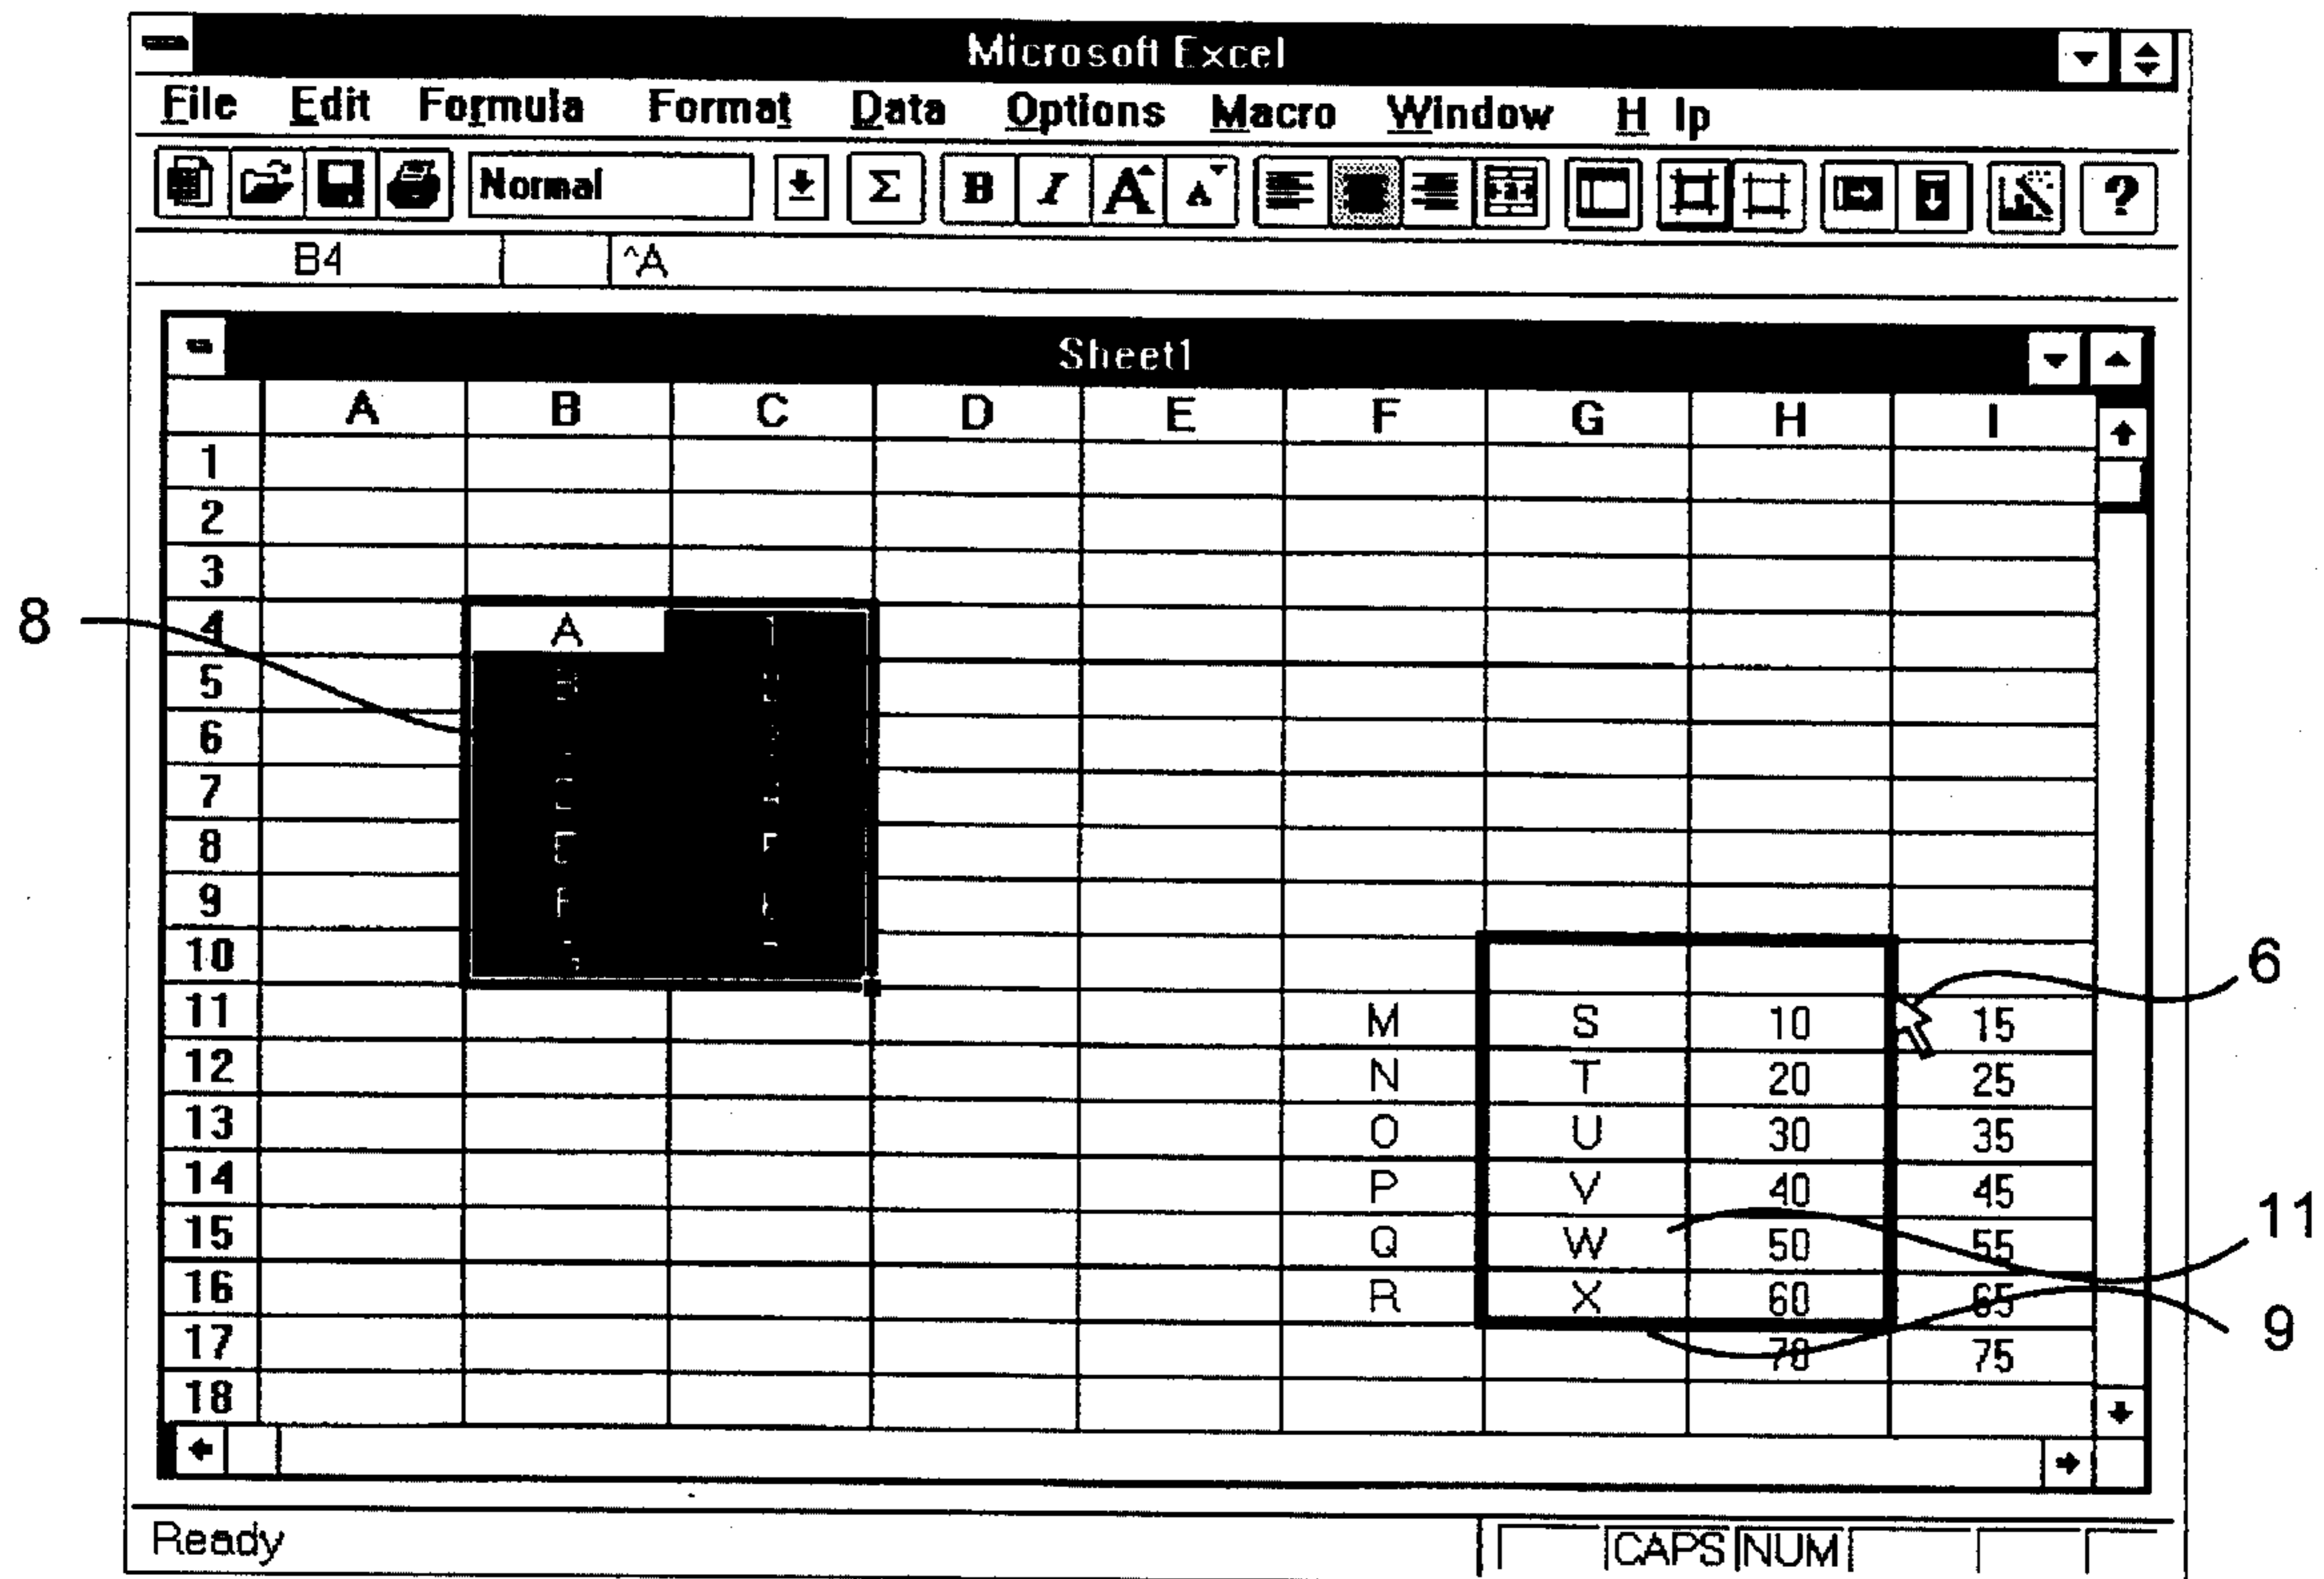 Microsoft Excel
File Edit Formula Format Data Options Macro Window H lp
Normal Σ B I A A a ?
B4 ^A
Sheet1
A B C D E F G H I
1
2
3
8 4 A 1
5
6
7
8 E
9 F
10 6
11 M S 10 15
12 N T 20 25
13 O U 30 35
14 P V 40 45
15 Q W 50 55 11
16 R X 60 65
17 70 75 9
18
Ready CAPS NUM